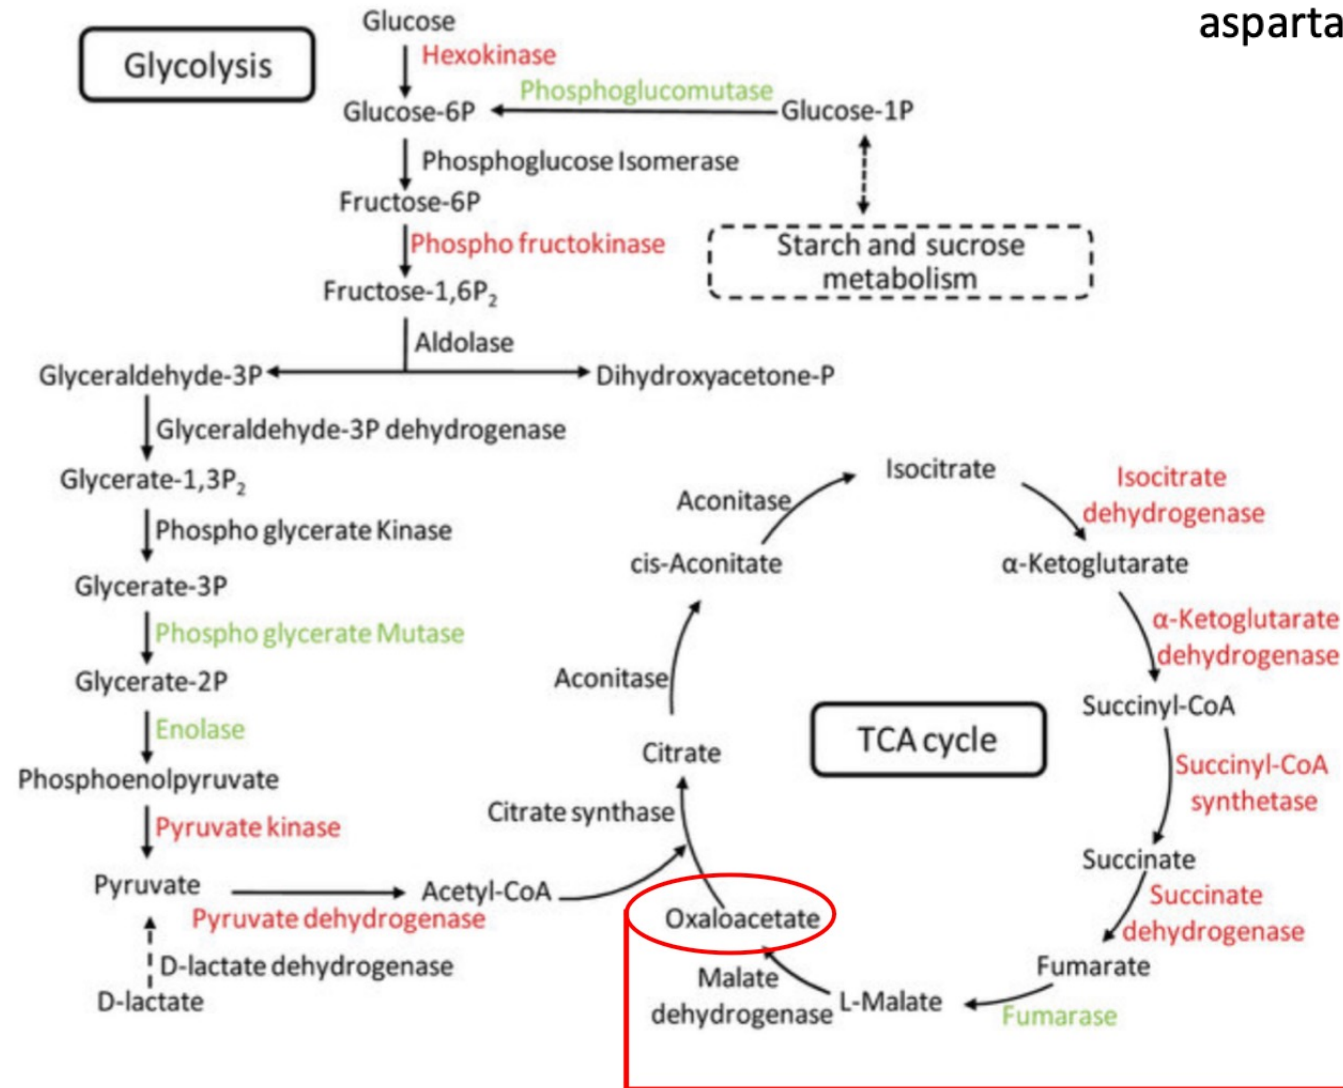 asparta
Glycolysis
Glucose
Hexokinase
Phosphoglucomutase
Glucose-6P
Glucose-1P
Phosphoglucose Isomerase
Fructose-6P
Phospho fructokinase
Starch and sucrose
metabolism
Fructose-1,6P₂
Aldolase
Glyceraldehyde-3P
Dihydroxyacetone-P
Glyceraldehyde-3P dehydrogenase
Glycerate-1,3P₂
Phospho glycerate Kinase
Glycerate-3P
Phospho glycerate Mutase
Glycerate-2P
Enolase
Phosphoenolpyruvate
Pyruvate kinase
Pyruvate
Pyruvate dehydrogenase
D-lactate dehydrogenase
D-lactate
Acetyl-CoA
TCA cycle
Citrate synthase
Citrate
Aconitase
cis-Aconitate
Aconitase
Isocitrate
Isocitrate
dehydrogenase
α-Ketoglutarate
α-Ketoglutarate
dehydrogenase
Succinyl-CoA
Succinyl-CoA
synthetase
Succinate
Succinate
dehydrogenase
Fumarate
Fumarase
L-Malate
Malate
dehydrogenase
Oxaloacetate